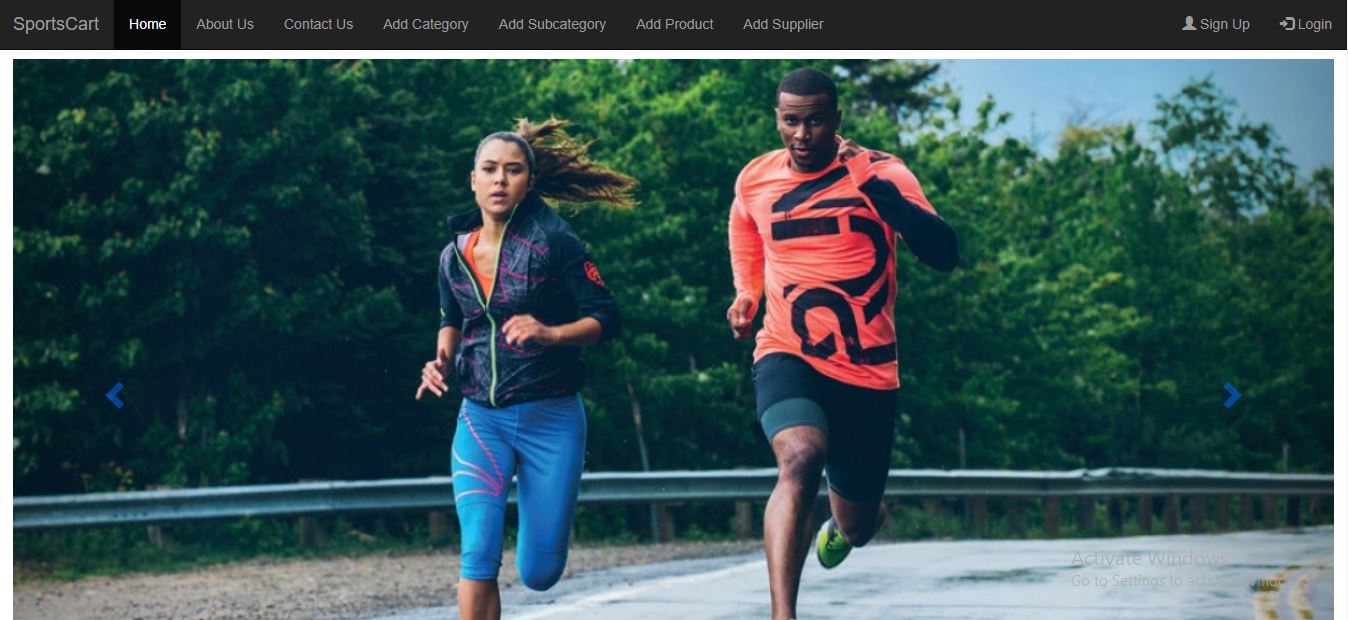 SportsCart Home About Us Contact Us Add Category Add Subcategory Add Product Add Supplier Sign Up Login
Activate Windows
Go to Settings to activate Windows.